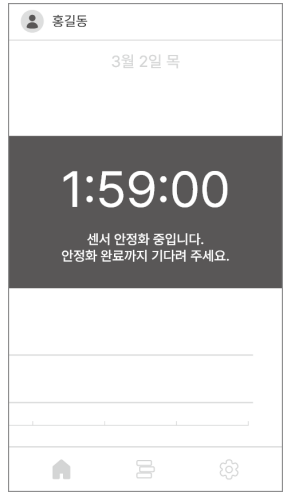 홍길동
3월 2일 목
1:59:00
센서 안정화 중입니다.
안정화 완료까지 기다려 주세요.